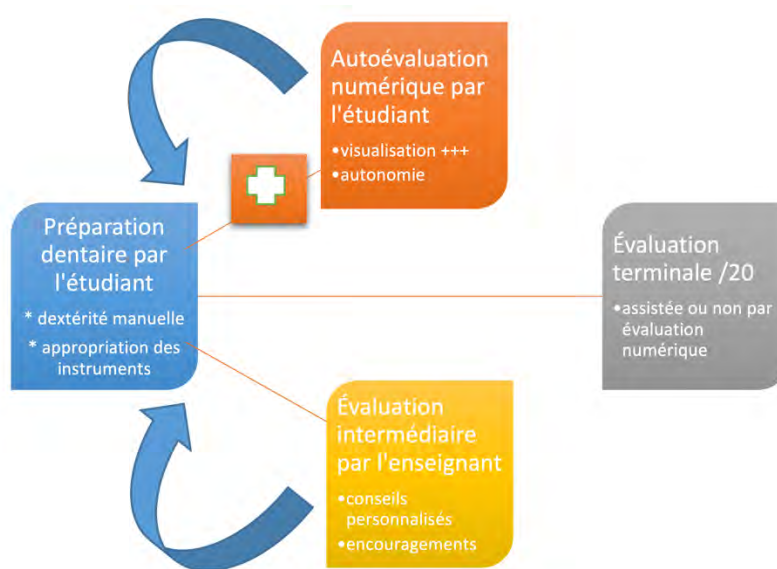 Autoévaluation
numérique par
l'étudiant
•visualisation +++
•autonomie
Préparation
dentaire par
l'étudiant
* dextérité manuelle
* appropriation des
instruments
Évaluation
terminale /20
•assistée ou non par
évaluation
numérique
Évaluation
intermédiaire
par l'enseignant
•conseils
personnalisés
•encouragements